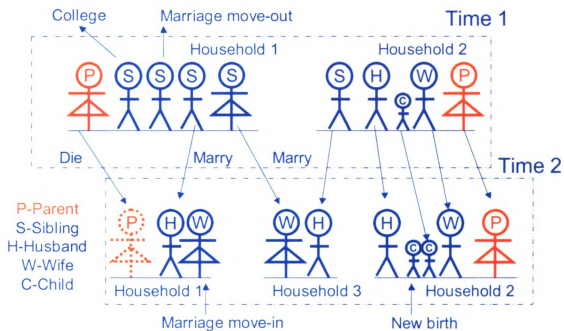 College
Marriage move-out
Time 1
Household 1
Household 2
P S S S S S H C W P
Die
Marry
Marry
Time 2
P-Parent
S-Sibling
H-Husband
W-Wife
C-Child
P H W W H H C C W P
Household 1
Household 3
Household 2
Marriage move-in
New birth